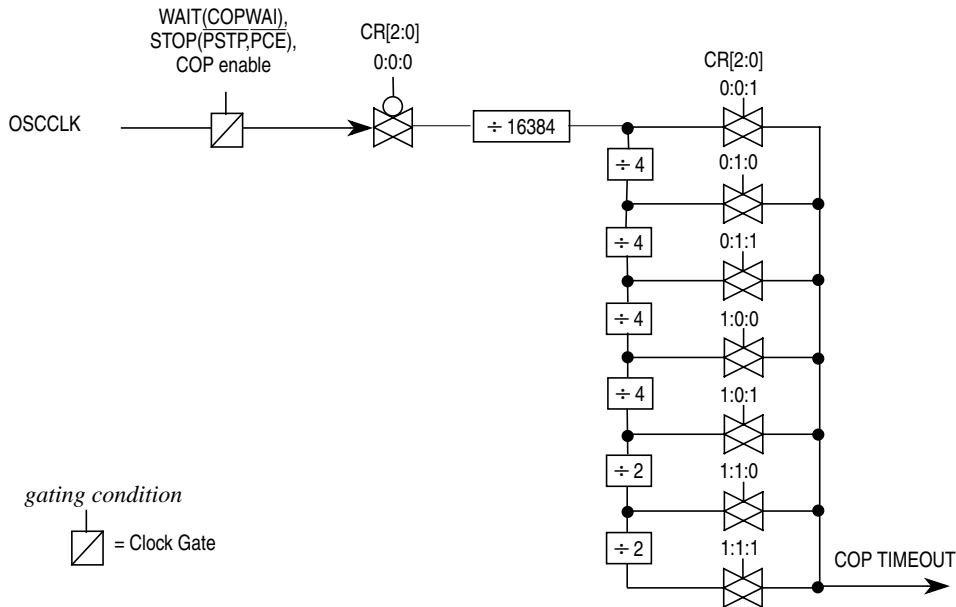 WAIT(COPWAI),
STOP(PSTP,PCE),
COP enable
CR[2:0]
0:0:0
CR[2:0]
0:0:1
OSCCLK
÷ 16384
÷ 4
0:1:0
÷ 4
0:1:1
÷ 4
1:0:0
÷ 4
1:0:1
÷ 2
1:1:0
÷ 2
1:1:1
gating condition
= Clock Gate
COP TIMEOUT